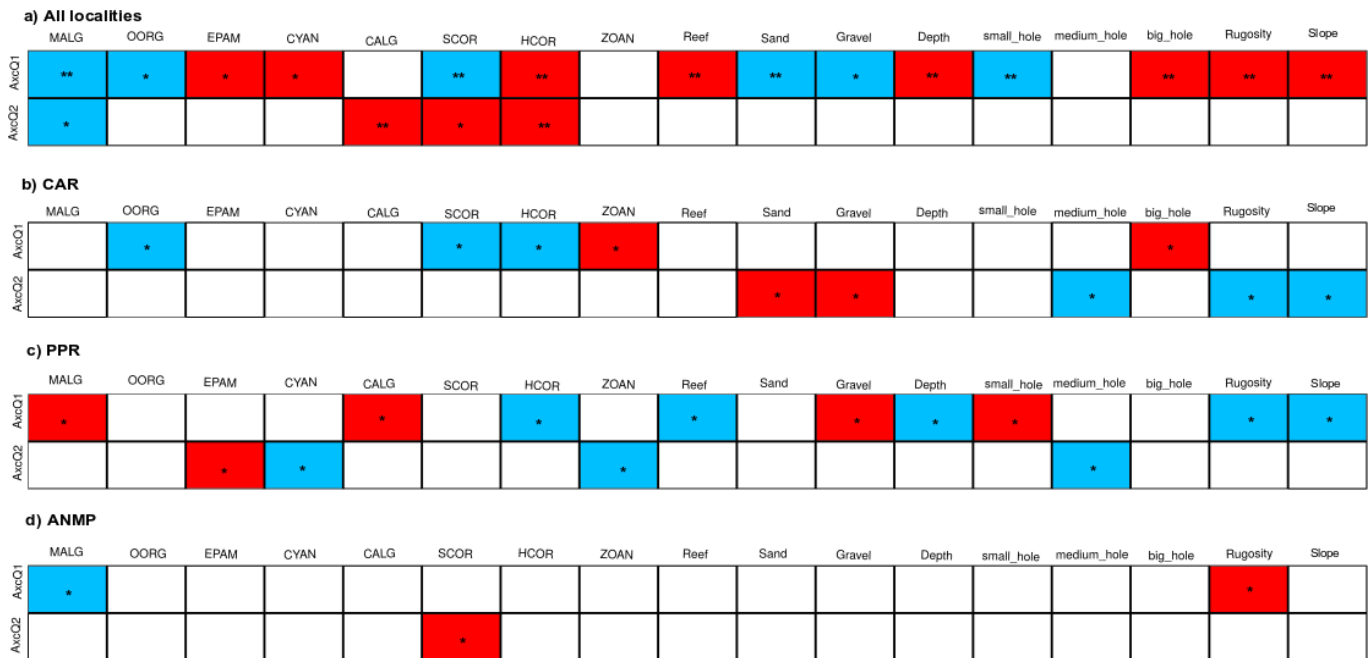 a) All localities
MALG OORG EPAM CYAN CALG SCOR HCOR ZOAN Reef Sand Gravel Depth small_hole medium_hole big_hole Rugosity Slope
AxcQ1 ** * * * ** ** ** ** * ** ** ** ** **
AxcQ2 * ** * **
b) CAR
MALG OORG EPAM CYAN CALG SCOR HCOR ZOAN Reef Sand Gravel Depth small_hole medium_hole big_hole Rugosity Slope
AxcQ1 * * * * *
AxcQ2 * * * * *
c) PPR
MALG OORG EPAM CYAN CALG SCOR HCOR ZOAN Reef Sand Gravel Depth small_hole medium_hole big_hole Rugosity Slope
AxcQ1 * * * * * * * * *
AxcQ2 * * * *
d) ANMP
MALG OORG EPAM CYAN CALG SCOR HCOR ZOAN Reef Sand Gravel Depth small_hole medium_hole big_hole Rugosity Slope
AxcQ1 * *
AxcQ2 *